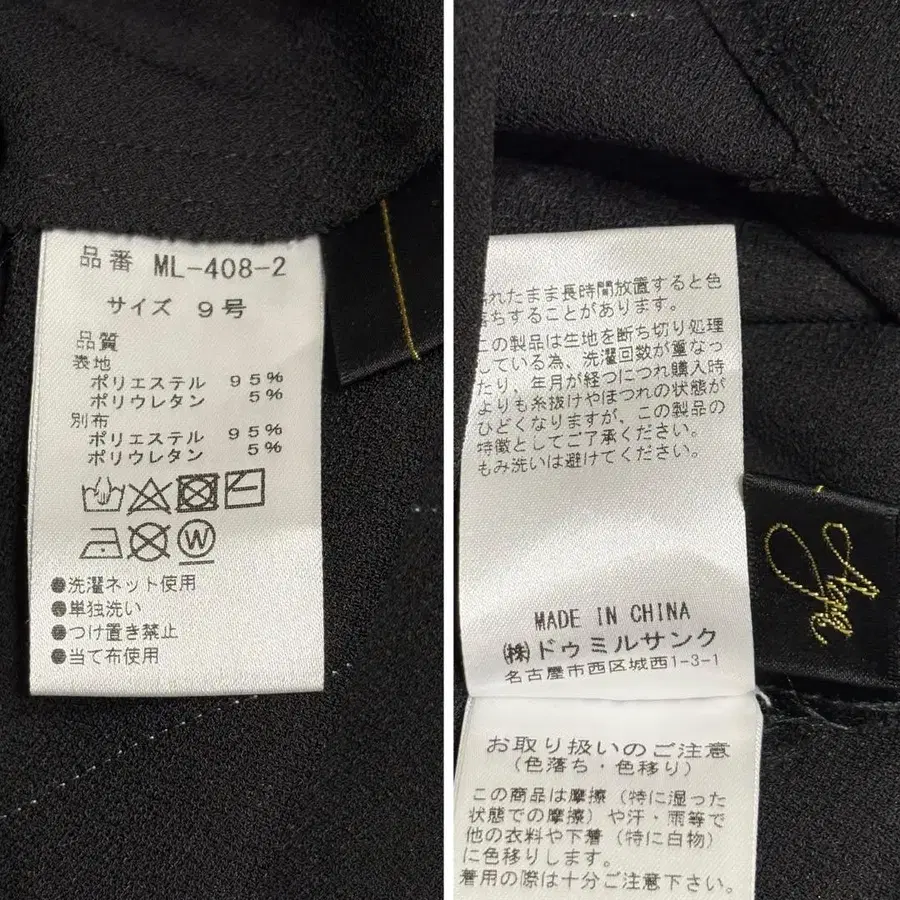 品番 ML-408-2
サイズ 9号
品質
表地
ポリエステル 95%
ポリウレタン 5%
別布
ポリエステル 95%
ポリウレタン 5%
W
●洗濯ネット使用
●単独洗い
●つけ置き禁止
●当て布使用
れたまま長時間放置すると色
落ちすることがあります。
この製品は生地を断ち切り処理
している為、洗濯回数が重なっ
たり、年月が経つにつれ購入時
よりも糸抜けやほつれの状態が
ひどくなりますが、この製品の
特徴としてご了承ください。
もみ洗いは避けてください。
MADE IN CHINA
(株)ドゥミルサンク
名古屋市西区城西1-3-1
お取り扱いのご注意
(色落ち・色移り)
この商品は摩擦(特に湿った
状態での摩擦)や汗・雨等で
他の衣料や下着(特に白物)
に色移りします。
着用の際は十分ご注意下さい。